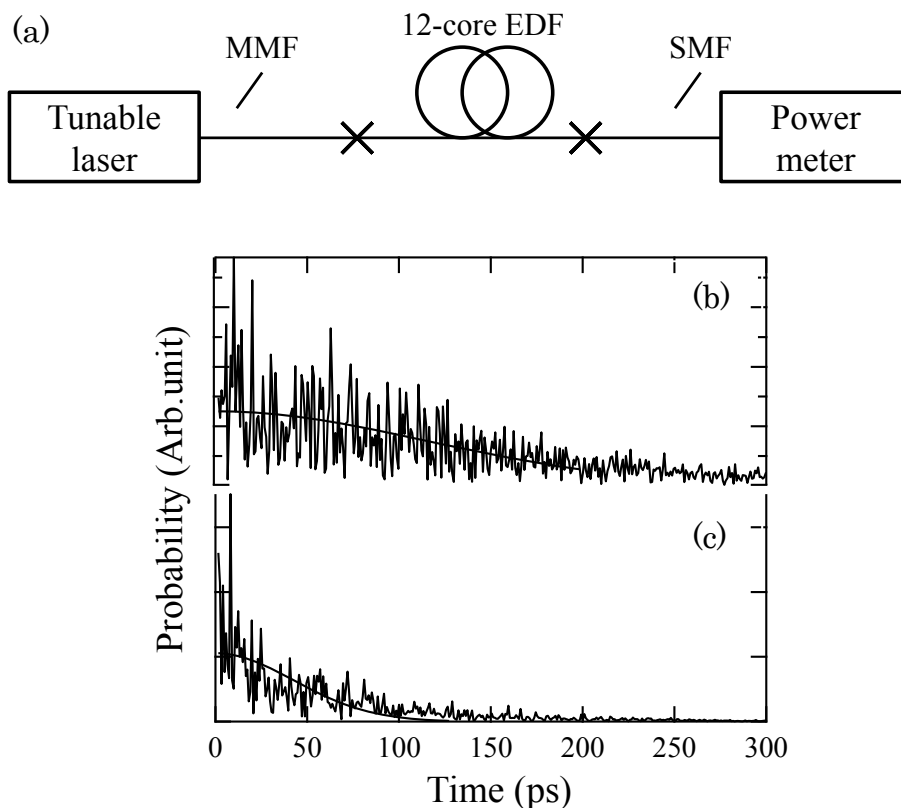 (a)
MMF
12-core EDF
SMF
Tunable
laser
Power
meter
(b)
(c)
Probability (Arb.unit)
0 50 100 150 200 250 300
Time (ps)